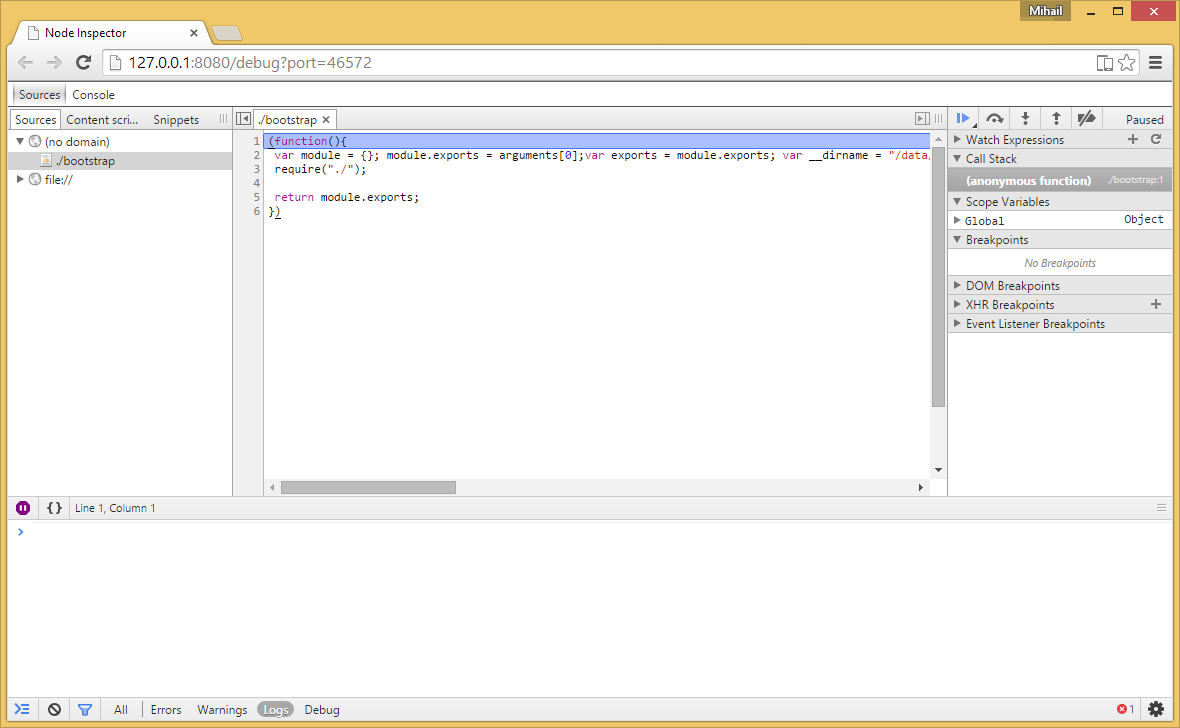 Mihail
Node Inspector
127.0.0.1:8080/debug?port=46572
Sources Console
Sources Content scri... Snippets
./bootstrap
Paused
(no domain)
./bootstrap
file://
1 (function(){
2 var module = {}; module.exports = arguments[0];var exports = module.exports; var __dirname = "/data,
3 require("./");
4
5 return module.exports;
6 })
Watch Expressions
Call Stack
(anonymous function) ./bootstrap:1
Scope Variables
Global Object
Breakpoints
No Breakpoints
DOM Breakpoints
XHR Breakpoints
Event Listener Breakpoints
{} Line 1, Column 1
>
All Errors Warnings Logs Debug
1